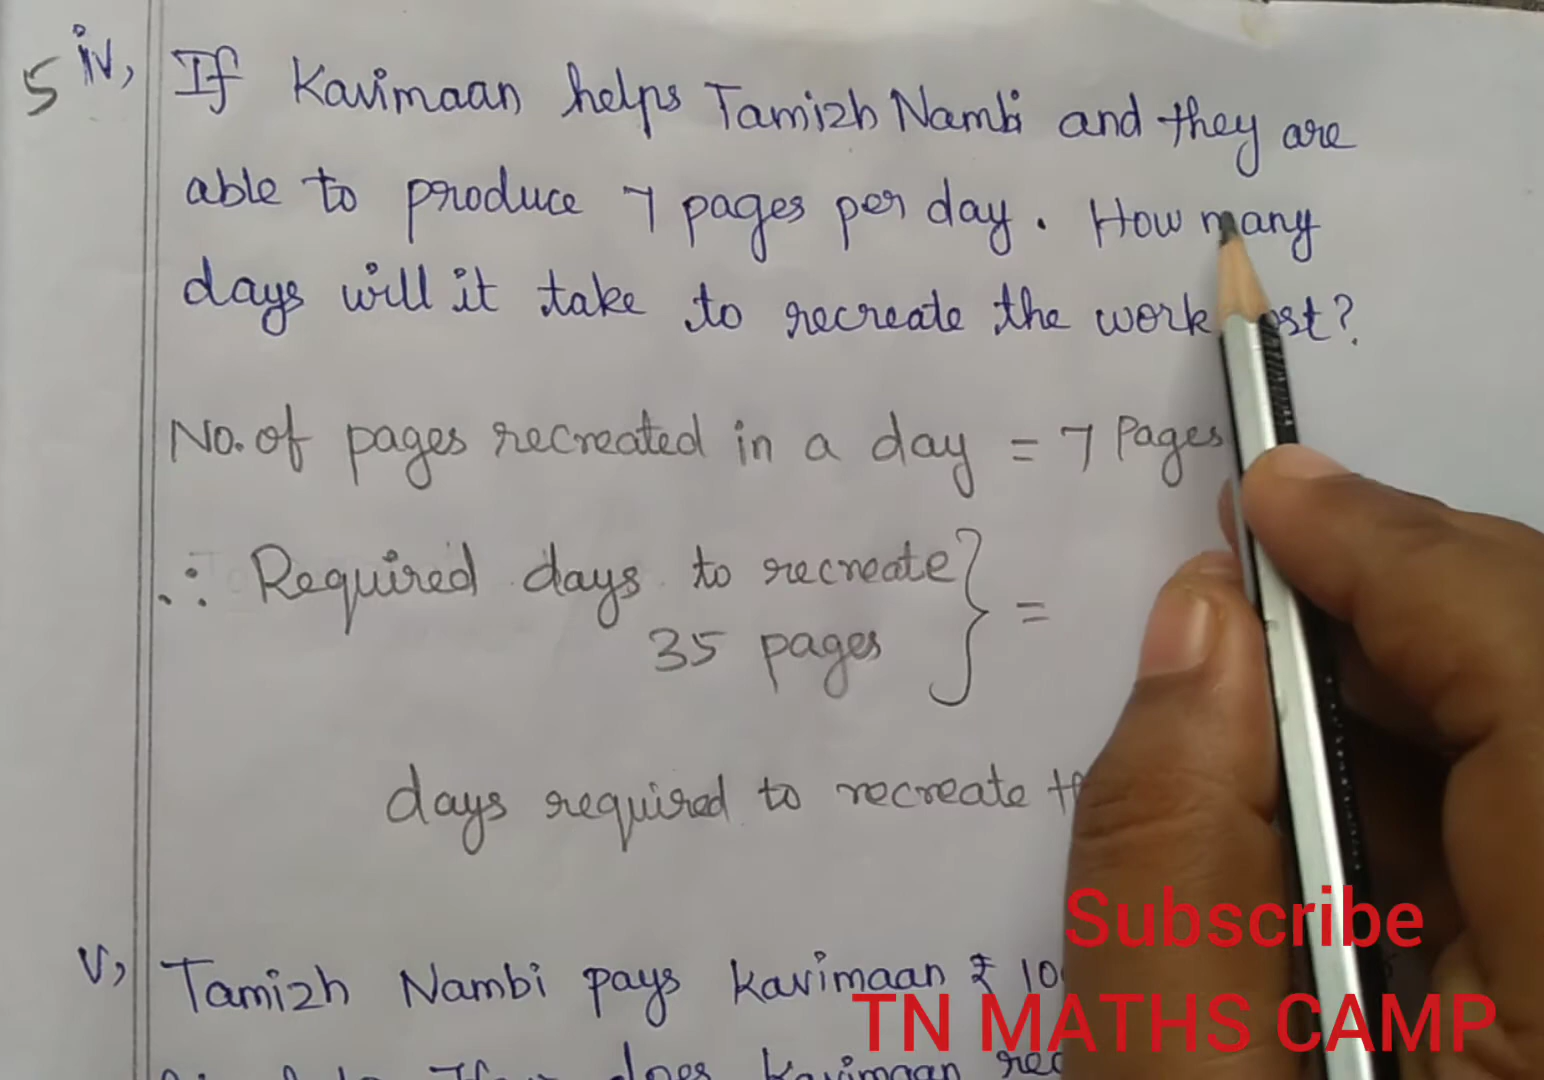 5 iv, If Kavimaan helps Tamizh Nambi and they are
able to produce 7 pages per day. How many
days will it take to recreate the work
No. of pages recreated in a day = 7 Pages
∴ Required days to recreate } =
35 pages
days required to recreate
Subscribe
v, Tamizh Nambi pays Kavimaan ₹
TN MATHS CAMP
does Kavimaan